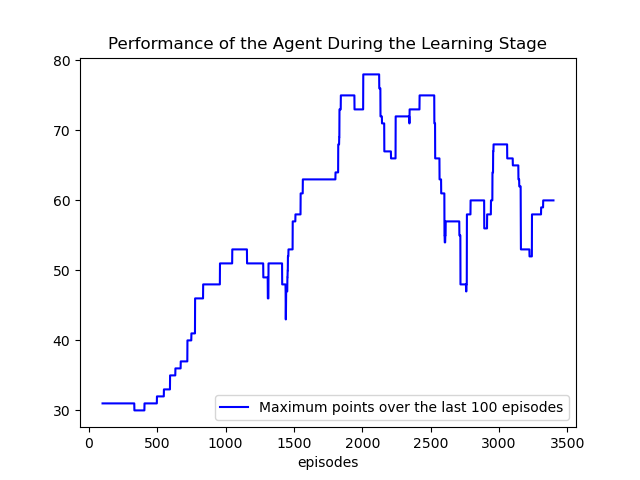 Performance of the Agent During the Learning Stage
80
70
60
50
40
30
Maximum points over the last 100 episodes
0 500 1000 1500 2000 2500 3000 3500
episodes